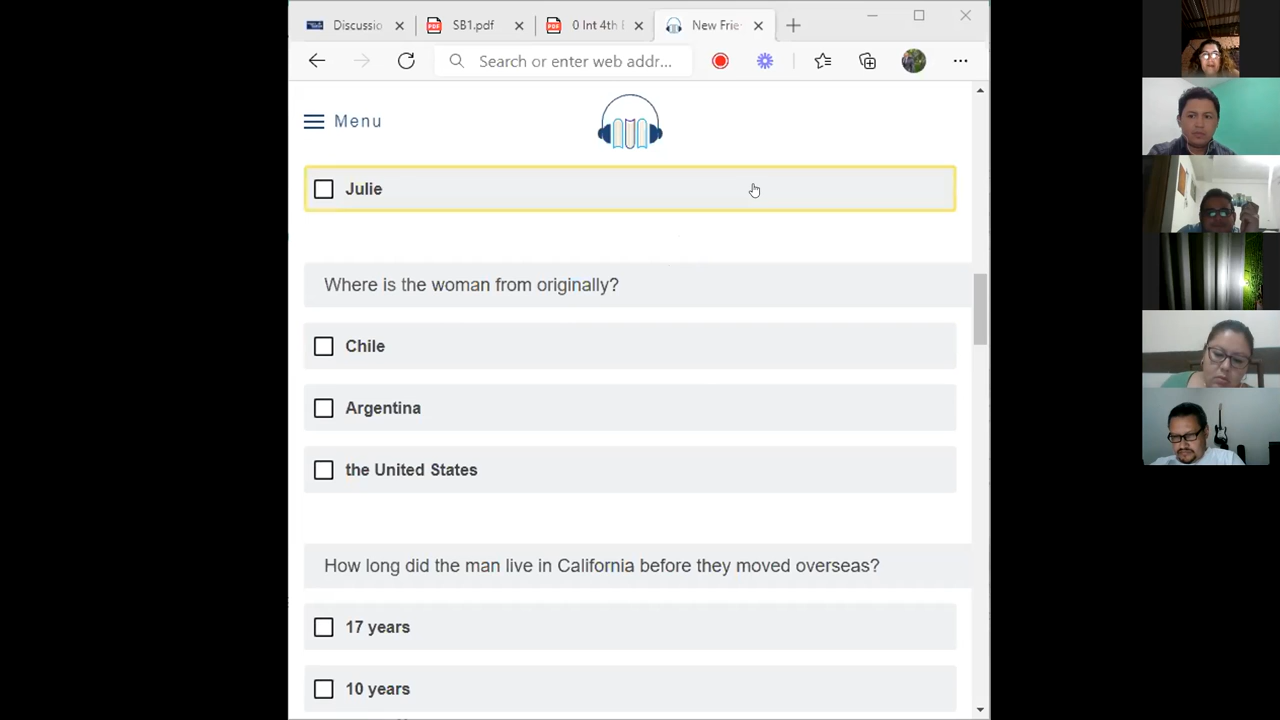 Discussio
SB1.pdf
0 Int 4th
New Frie
Search or enter web addr...
Menu
Julie
Where is the woman from originally?
Chile
Argentina
the United States
How long did the man live in California before they moved overseas?
17 years
10 years